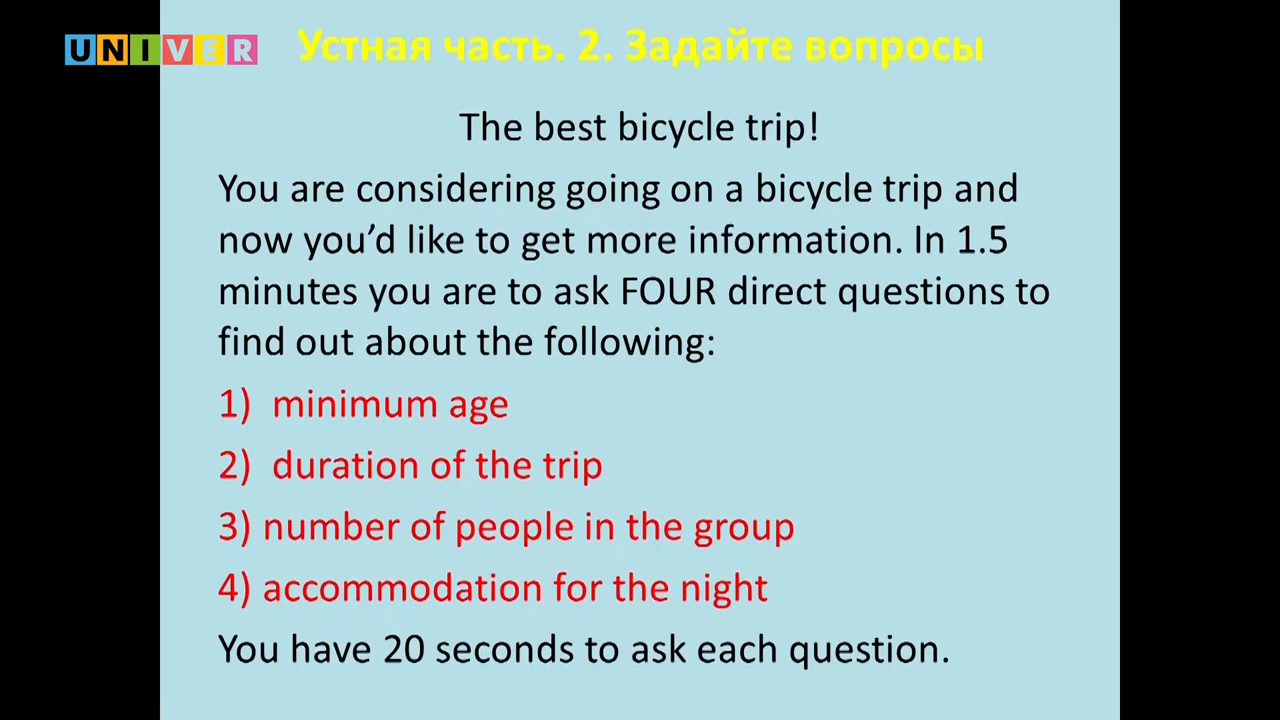 UNIVER
Устная часть. 2. Задайте вопросы
The best bicycle trip!
You are considering going on a bicycle trip and
now you’d like to get more information. In 1.5
minutes you are to ask FOUR direct questions to
find out about the following:
1) minimum age
2) duration of the trip
3) number of people in the group
4) accommodation for the night
You have 20 seconds to ask each question.